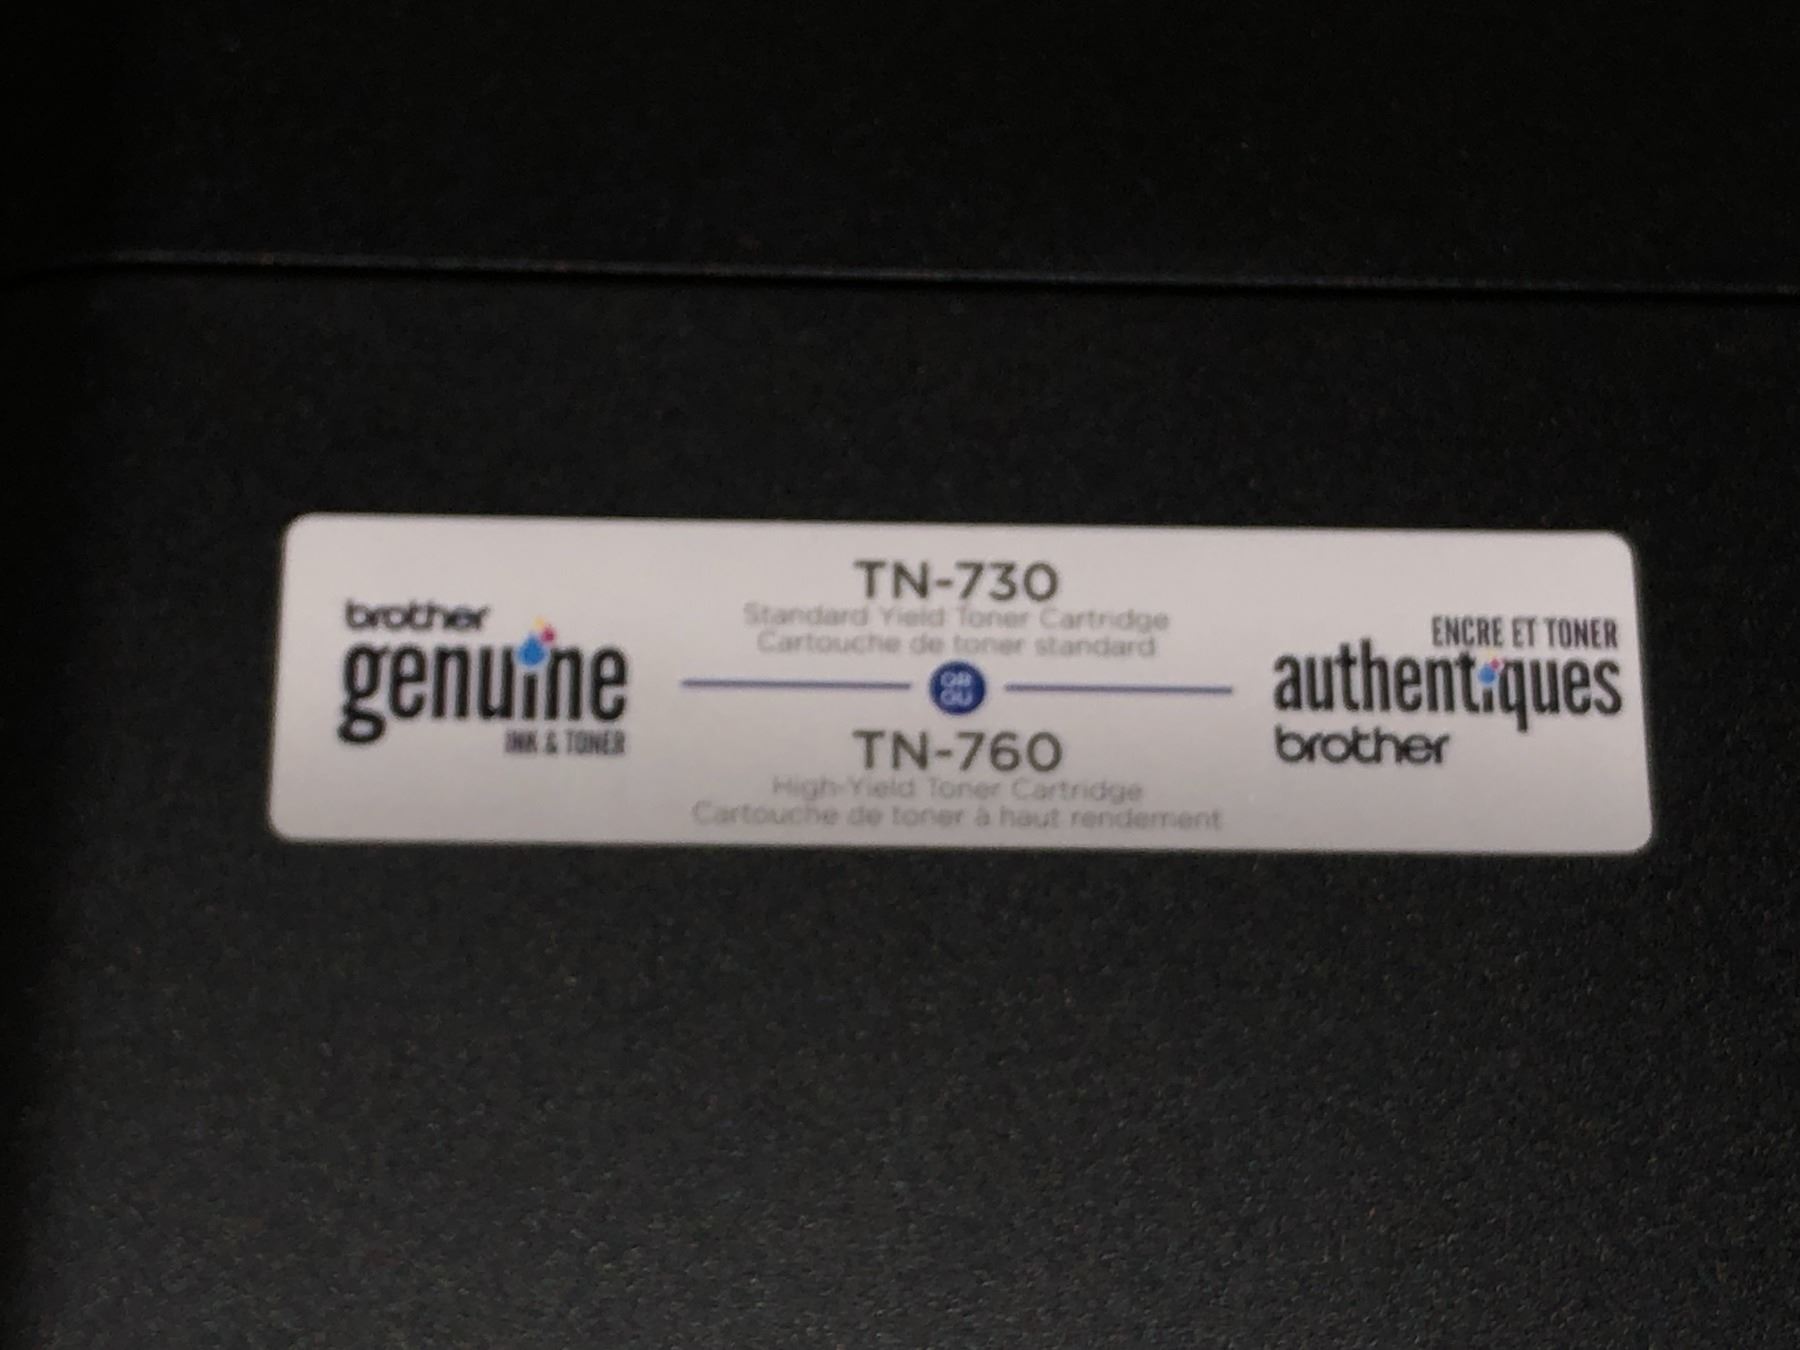 brother
genuine
INK & TONER
TN-730
Standard Yield Toner Cartridge
Cartouche de toner standard
OR
OU
TN-760
High-Yield Toner Cartridge
Cartouche de toner à haut rendement
ENCRE ET TONER
authentiques
brother